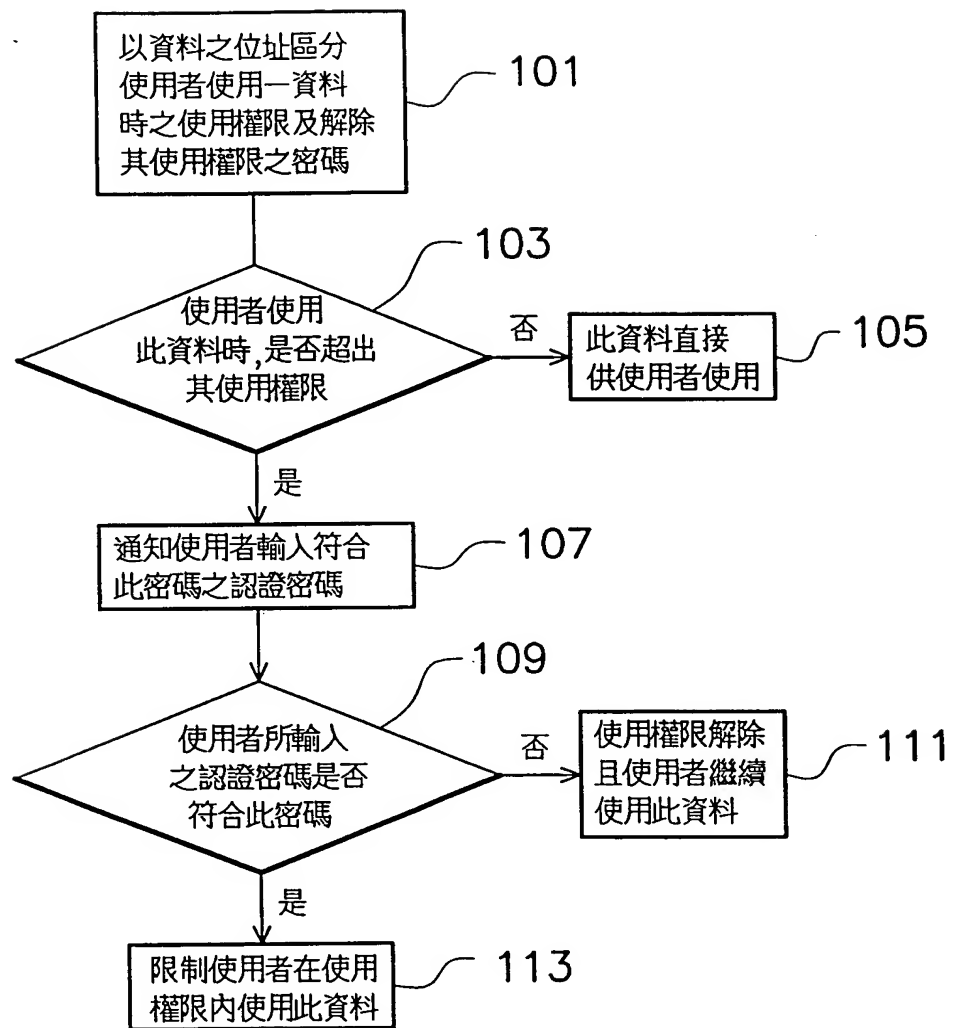 以資料之位址區分
使用者使用一資料
時之使用權限及解除
其使用權限之密碼
101
103
使用者使用
此資料時,是否超出
其使用權限
否
此資料直接
供使用者使用
105
是
通知使用者輸入符合
此密碼之認證密碼
107
109
使用者所輸入
之認證密碼是否
符合此密碼
否
使用權限解除
且使用者繼續
使用此資料
111
是
限制使用者在使用
權限內使用此資料
113